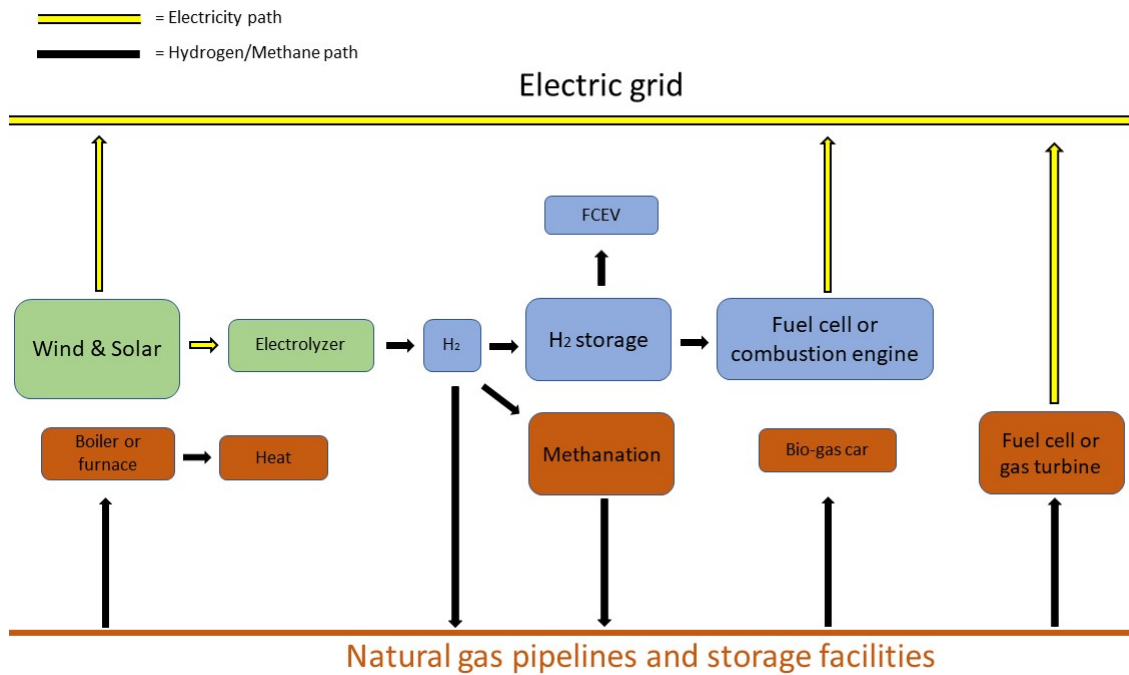 = Electricity path
= Hydrogen/Methane path
Electric grid
FCEV
Wind & Solar
Electrolyzer
H2
H2 storage
Fuel cell or
combustion engine
Boiler or
furnace
Heat
Methanation
Bio-gas car
Fuel cell or
gas turbine
Natural gas pipelines and storage facilities